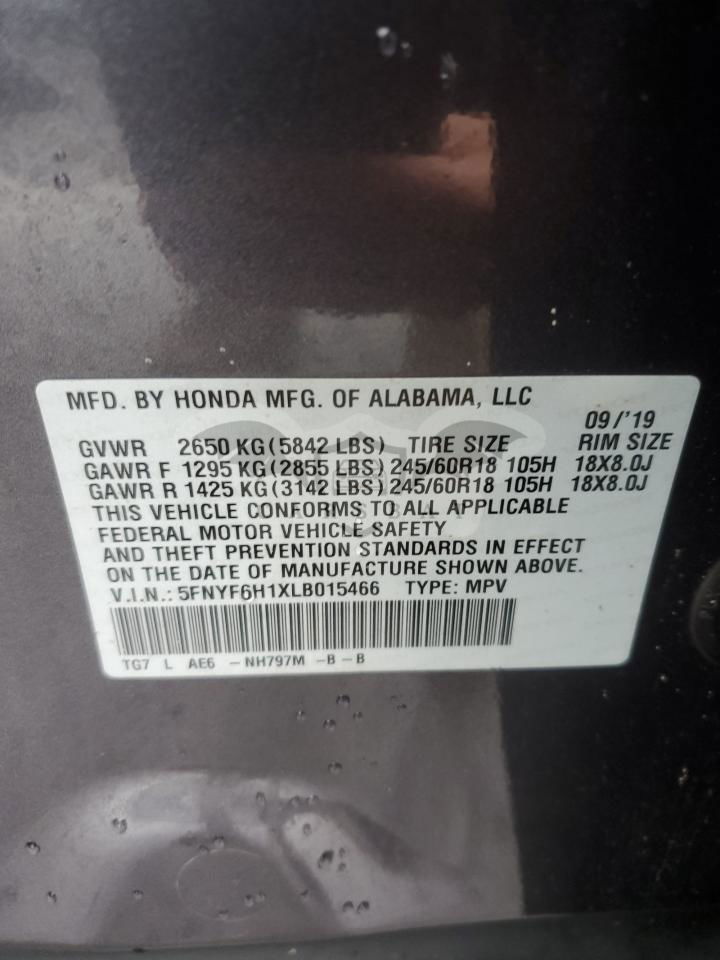 MFD. BY HONDA MFG. OF ALABAMA, LLC
09/'19
GVWR 2650 KG (5842 LBS) TIRE SIZE RIM SIZE
GAWR F 1295 KG (2855 LBS) 245/60R18 105H 18X8.0J
GAWR R 1425 KG (3142 LBS) 245/60R18 105H 18X8.0J
THIS VEHICLE CONFORMS TO ALL APPLICABLE
FEDERAL MOTOR VEHICLE SAFETY
AND THEFT PREVENTION STANDARDS IN EFFECT
ON THE DATE OF MANUFACTURE SHOWN ABOVE.
V.I.N.: 5FNYF6H1XLB015466 TYPE: MPV
TG7 L AE6 -NH797M -B-B